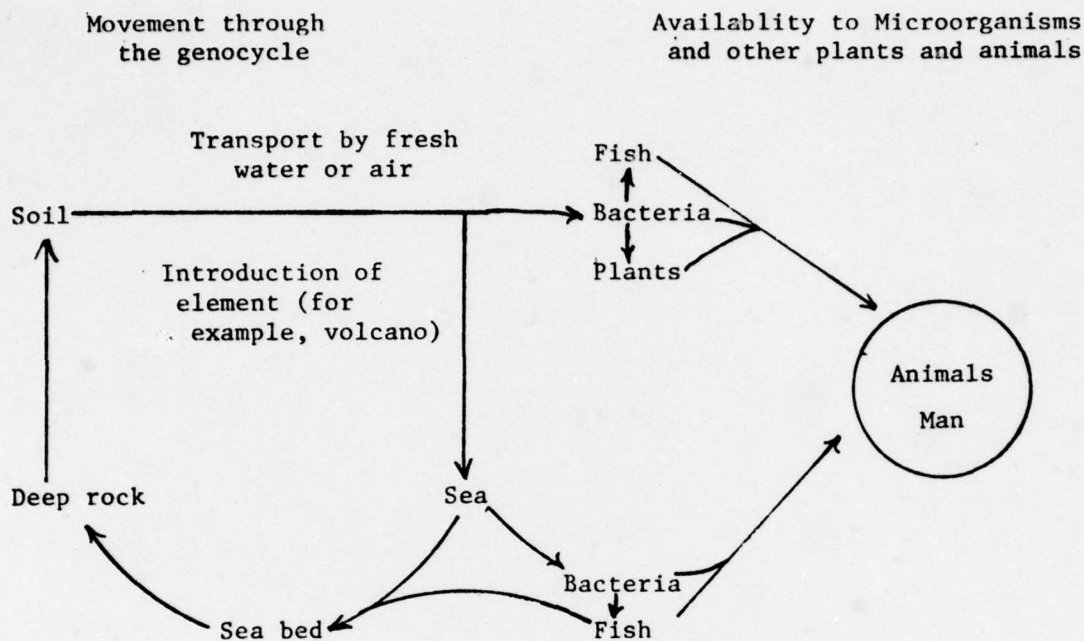 Movement through
the genocycle
Availablity to Microorganisms
and other plants and animals
Transport by fresh
water or air
Fish
Soil
Bacteria
Introduction of
element (for
example, volcano)
Plants
Animals
Man
Deep rock
Sea
Bacteria
Sea bed
Fish